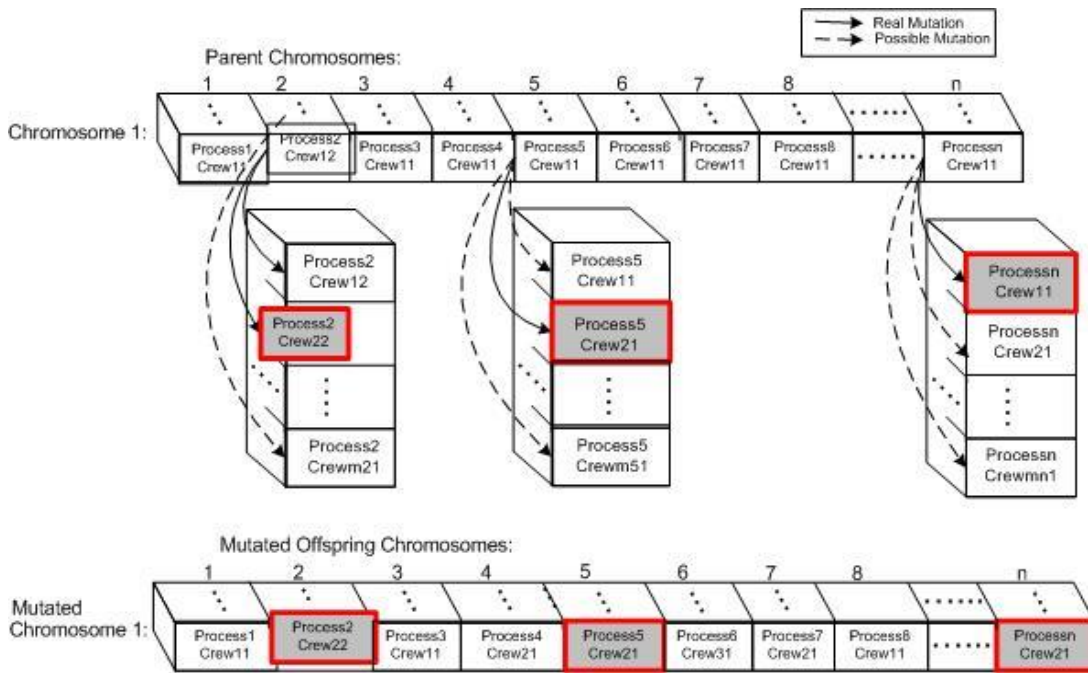 Real Mutation
Possible Mutation
Parent Chromosomes:
1 2 3 4 5 6 7 8 ...... n
Chromosome 1:
Process1 Crew11
Process2 Crew12
Process3 Crew11
Process4 Crew11
Process5 Crew11
Process6 Crew11
Process7 Crew11
Process8 Crew11
......
Processn Crew11
Process2
Crew12
Process2
Crew22
Process2
Crewm21
Process5
Crew11
Process5
Crew21
Process5
Crewm51
Processn
Crew11
Processn
Crew21
Processn
Crewmn1
Mutated Offspring Chromosomes:
1 2 3 4 5 6 7 8 ...... n
Mutated
Chromosome 1:
Process1 Crew11
Process2 Crew22
Process3 Crew11
Process4 Crew21
Process5 Crew21
Process6 Crew31
Process7 Crew21
Process8 Crew11
......
Processn Crew21